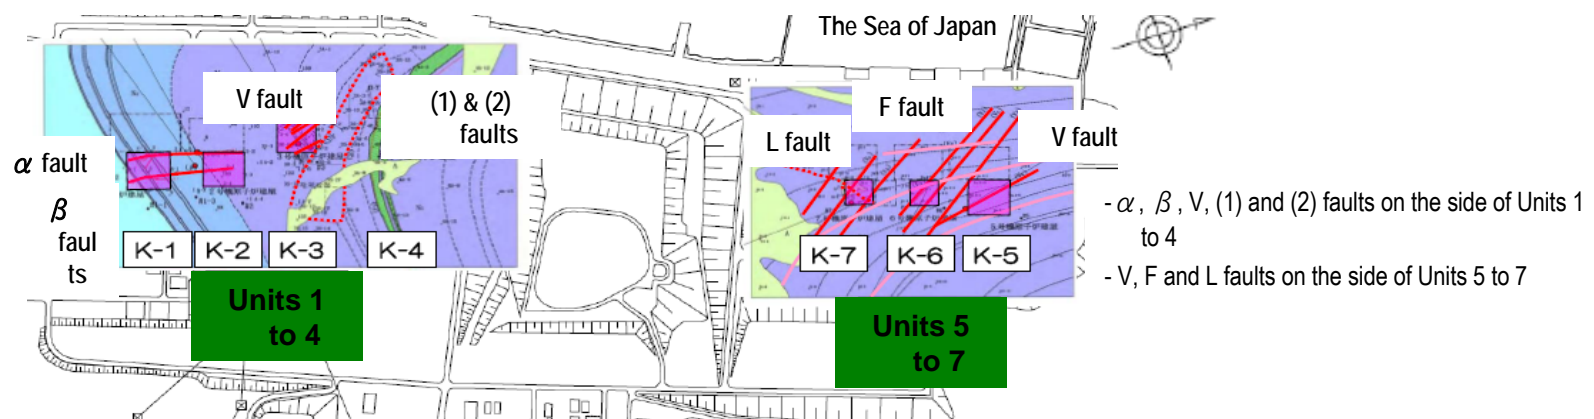 The Sea of Japan
V fault
(1) & (2)
faults
α fault
β
faul
ts
K-1
K-2
K-3
K-4
Units 1
to 4
F fault
L fault
V fault
K-7
K-6
K-5
Units 5
to 7
- α, β, V, (1) and (2) faults on the side of Units 1
to 4
- V, F and L faults on the side of Units 5 to 7